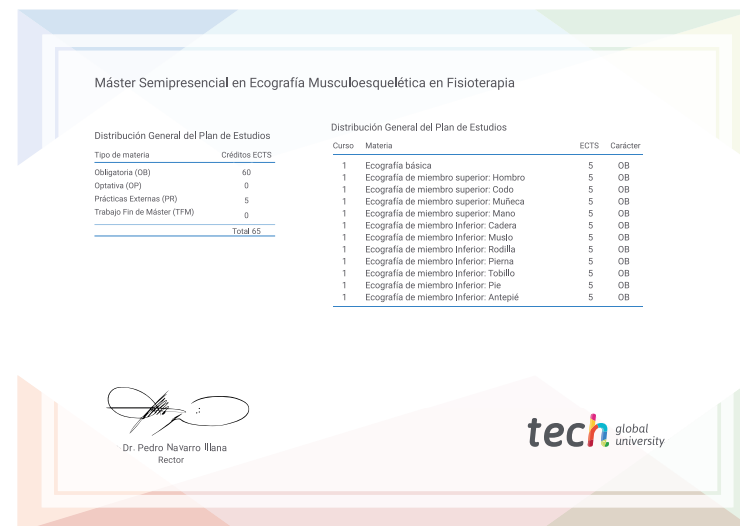 Máster Semipresencial en Ecografía Musculoesquelética en Fisioterapia
Distribución General del Plan de Estudios
Tipo de materia Créditos ECTS
Obligatoria (OB) 60
Optativa (OP) 0
Prácticas Externas (PR) 5
Trabajo Fin de Máster (TFM) 0
Total 65
Distribución General del Plan de Estudios
Curso Materia ECTS Carácter
1 Ecografía básica 5 OB
1 Ecografía de miembro superior: Hombro 5 OB
1 Ecografía de miembro superior: Codo 5 OB
1 Ecografía de miembro superior: Muñeca 5 OB
1 Ecografía de miembro superior: Mano 5 OB
1 Ecografía de miembro Inferior: Cadera 5 OB
1 Ecografía de miembro Inferior: Muslo 5 OB
1 Ecografía de miembro Inferior: Rodilla 5 OB
1 Ecografía de miembro Inferior: Pierna 5 OB
1 Ecografía de miembro Inferior: Tobillo 5 OB
1 Ecografía de miembro Inferior: Pie 5 OB
1 Ecografía de miembro Inferior: Antepié 5 OB
Dr. Pedro Navarro Illana
Rector
tech global university